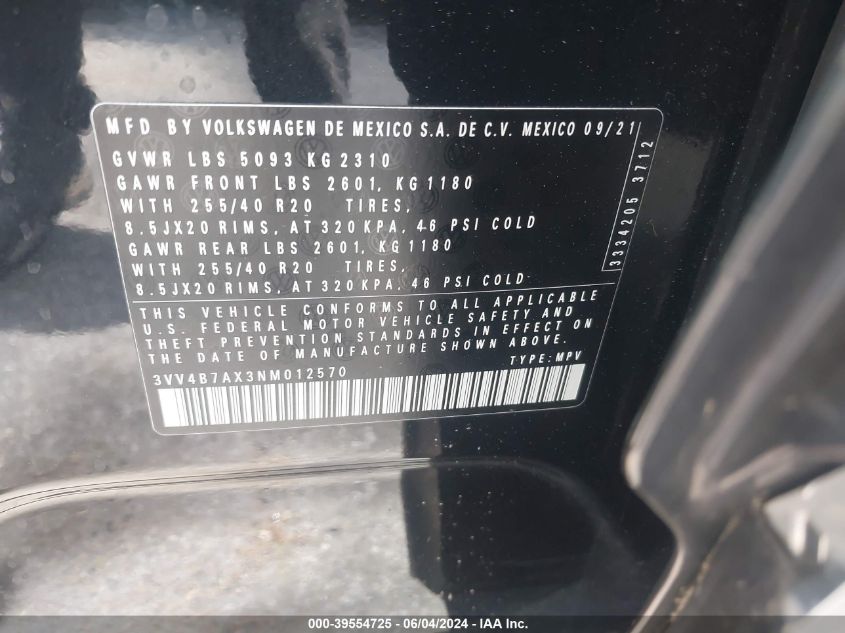 MFD BY VOLKSWAGEN DE MEXICO S.A. DE C.V. MEXICO 09/21
GVWR LBS 5093 KG 2310
GAWR FRONT LBS 2601, KG 1180
WITH 255/40 R20 TIRES,
8.5JX20 RIMS, AT 320 KPA, 46 PSI COLD
GAWR REAR LBS 2601, KG 1180
WITH 255/40 R20 TIRES,
8.5JX20 RIMS, AT 320 KPA, 46 PSI COLD
3334205 3712
THIS VEHICLE CONFORMS TO ALL APPLICABLE
U.S. FEDERAL MOTOR VEHICLE SAFETY AND
THEFT PREVENTION STANDARDS IN EFFECT ON
THE DATE OF MANUFACTURE SHOWN ABOVE.
TYPE: MPV
3VV4B7AX3NM012570
000-39554725 - 06/04/2024 - IAA Inc.